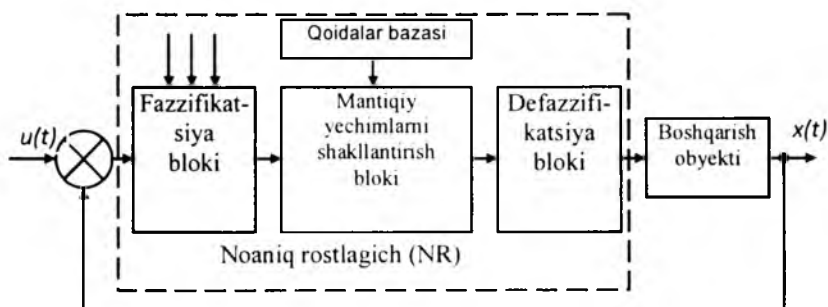 Qoidalar bazasi
u(t)
Fazzifikat-
siya
bloki
Mantiqiy
yechimlarni
shakllantirish
bloki
Defazzifi-
katsiya
bloki
Boshqarish
obyekti
x(t)
Noaniq rostlagich (NR)